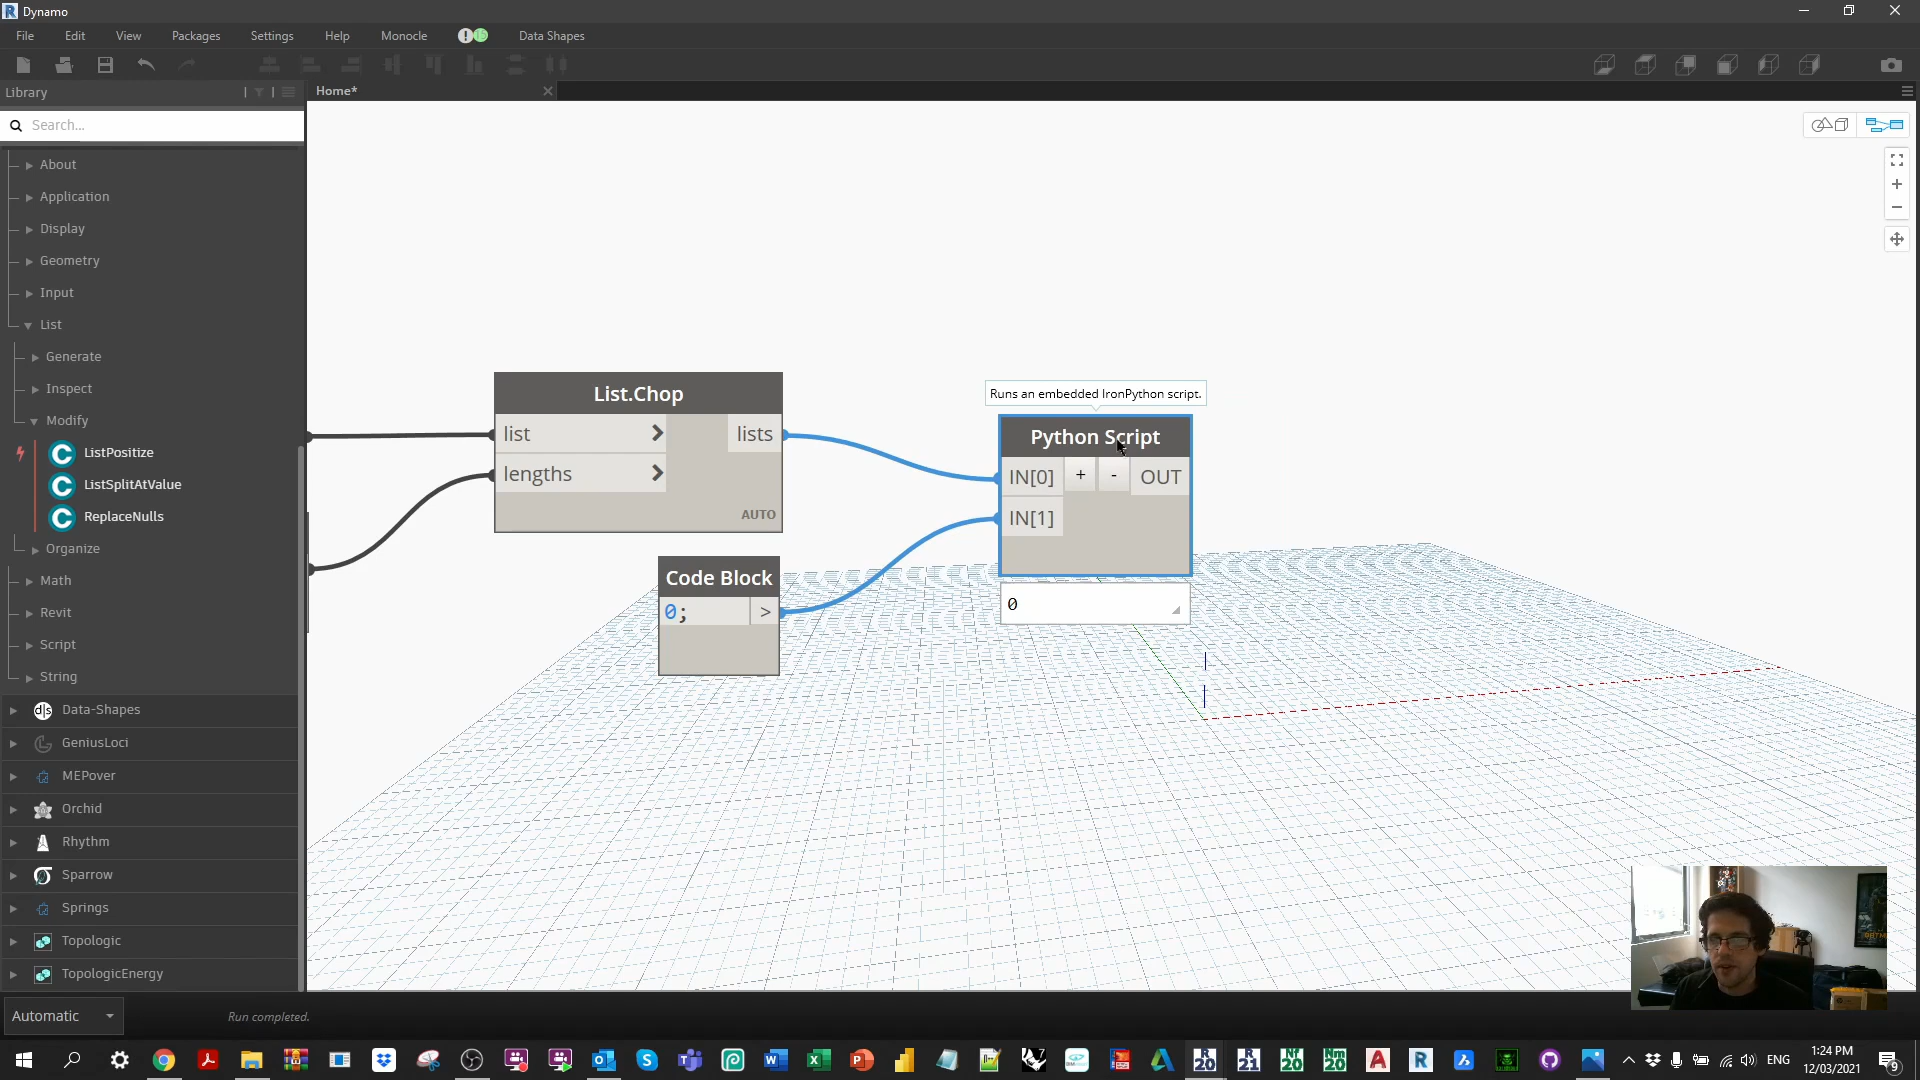 Dynamo
File Edit View Packages Settings Help Monocle Data Shapes
Library
Home*
Search...
About
Application
Display
Geometry
Input
List
Generate
Inspect
Modify
ListPositize
ListSplitAtValue
ReplaceNulls
Organize
Math
Revit
Script
String
Data-Shapes
GeniusLoci
MEPover
Orchid
Rhythm
Sparrow
Springs
Topologic
TopologicEnergy
List.Chop
list > lists
lengths >
AUTO
Code Block
0; >
Runs an embedded IronPython script.
Python Script
IN[0] + - OUT
IN[1]
0
Automatic
Run completed.
ENG
1:24 PM
12/03/2021